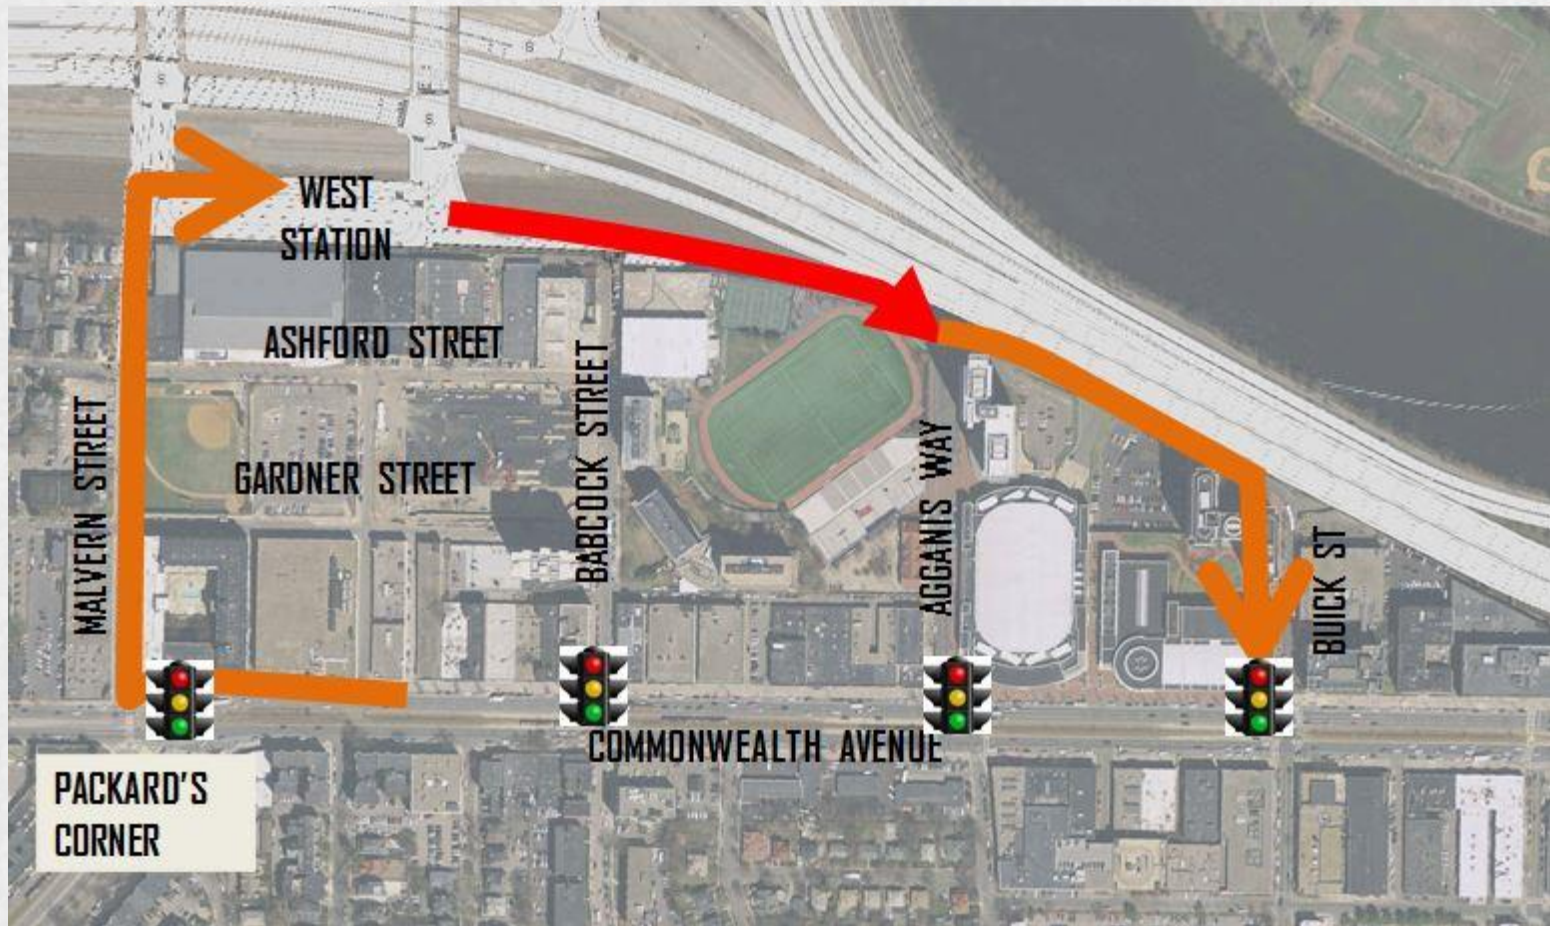 WEST
STATION
ASHFORD STREET
GARDNER STREET
MALVERN STREET
BABCOCK STREET
AGGANIS WAY
BUICK ST
COMMONWEALTH AVENUE
PACKARD'S
CORNER
S
S
S